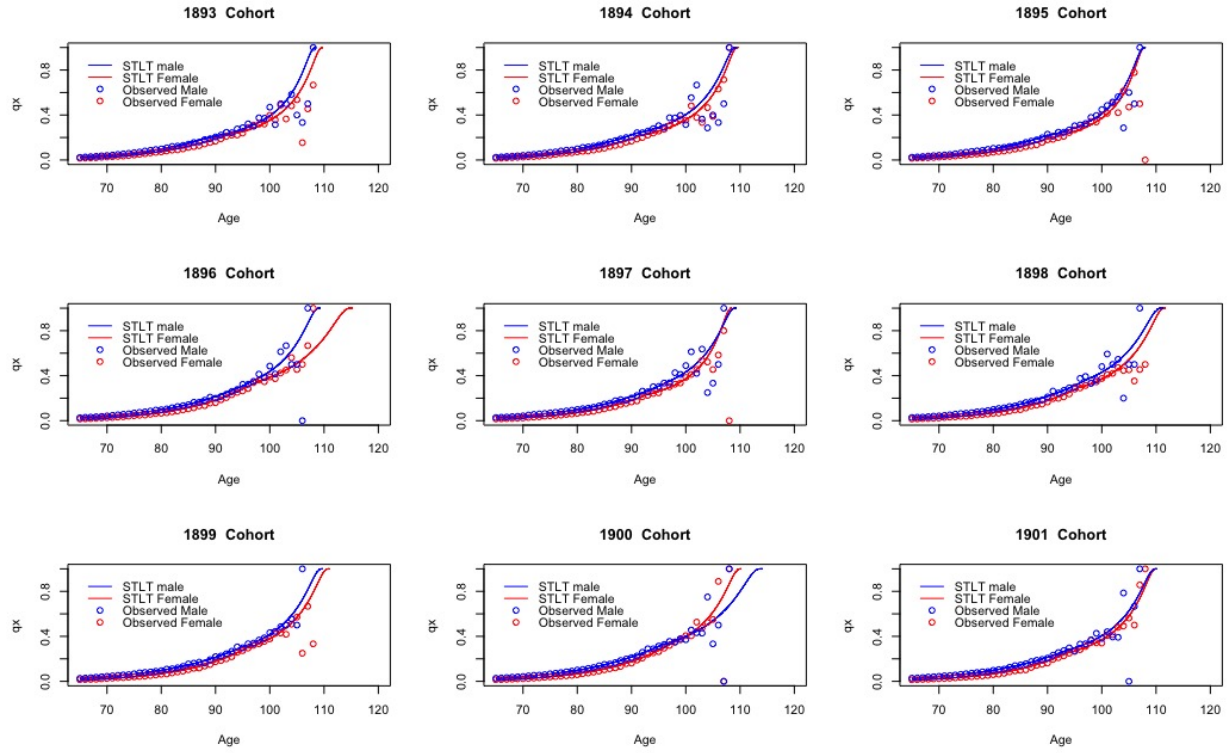 1893 Cohort
qx
0.0 0.4 0.8
STLT male
STLT Female
Observed Male
Observed Female
70 80 90 100 110 120
Age
1894 Cohort
qx
0.0 0.4 0.8
STLT male
STLT Female
Observed Male
Observed Female
70 80 90 100 110 120
Age
1895 Cohort
qx
0.0 0.4 0.8
STLT male
STLT Female
Observed Male
Observed Female
70 80 90 100 110 120
Age
1896 Cohort
qx
0.0 0.4 0.8
STLT male
STLT Female
Observed Male
Observed Female
70 80 90 100 110 120
Age
1897 Cohort
qx
0.0 0.4 0.8
STLT male
STLT Female
Observed Male
Observed Female
70 80 90 100 110 120
Age
1898 Cohort
qx
0.0 0.4 0.8
STLT male
STLT Female
Observed Male
Observed Female
70 80 90 100 110 120
Age
1899 Cohort
qx
0.0 0.4 0.8
STLT male
STLT Female
Observed Male
Observed Female
70 80 90 100 110 120
Age
1900 Cohort
qx
0.0 0.4 0.8
STLT male
STLT Female
Observed Male
Observed Female
70 80 90 100 110 120
Age
1901 Cohort
qx
0.0 0.4 0.8
STLT male
STLT Female
Observed Male
Observed Female
70 80 90 100 110 120
Age